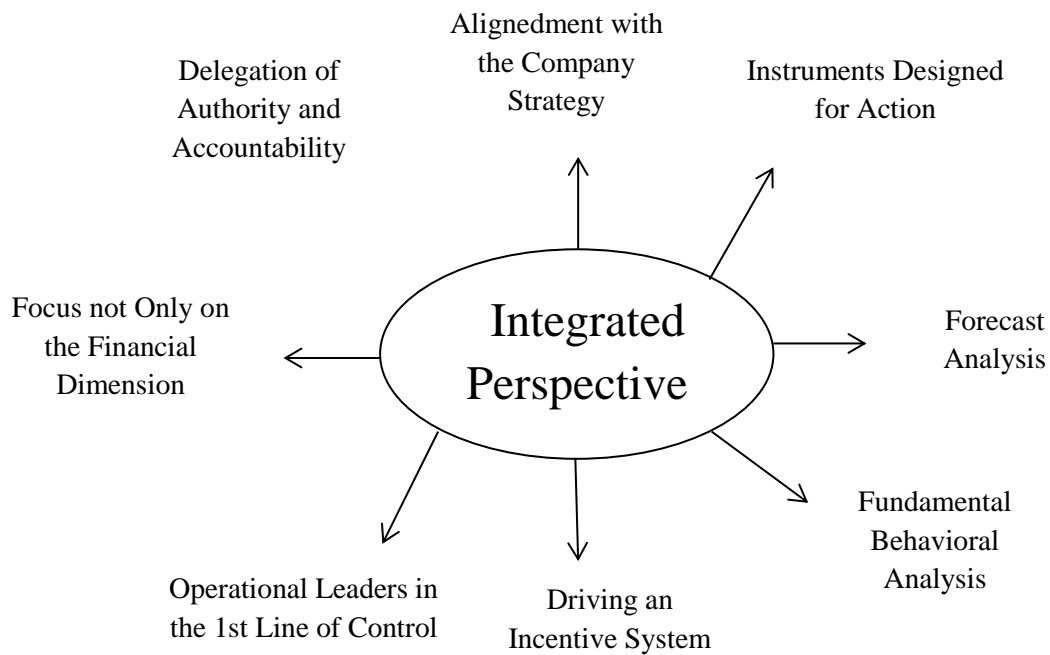 Alignedment with
the Company
Strategy
Delegation of
Authority and
Accountability
Instruments Designed
for Action
Focus not Only on
the Financial
Dimension
Integrated
Perspective
Forecast
Analysis
Fundamental
Behavioral
Analysis
Operational Leaders in
the 1st Line of Control
Driving an
Incentive System